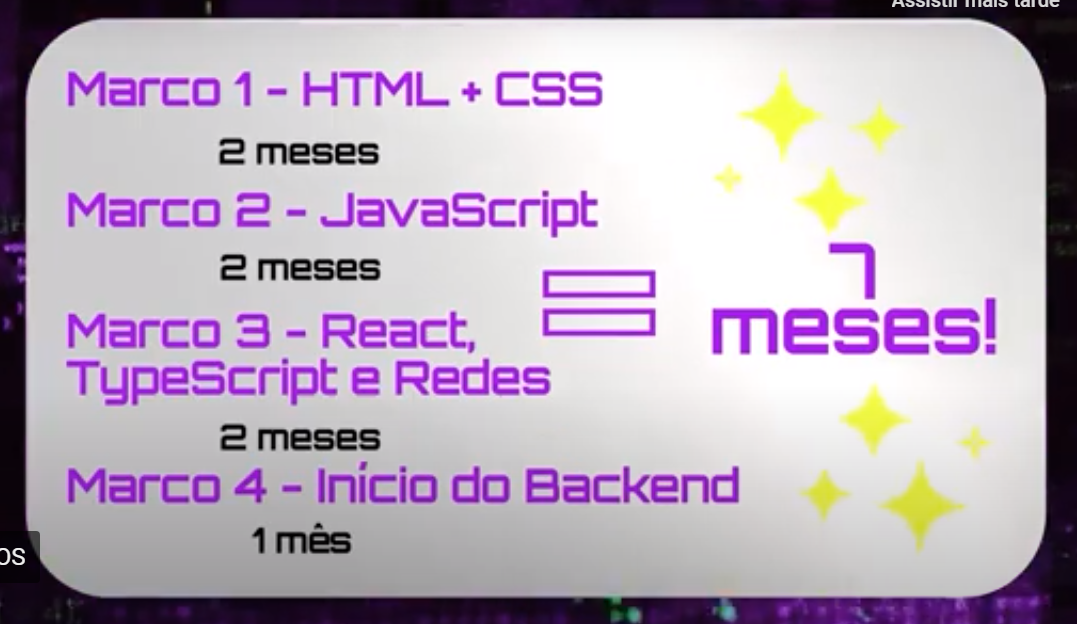 Assistir mais tarde
Marco 1 - HTML + CSS
2 meses
Marco 2 - JavaScript
2 meses
Marco 3 - React,
TypeScript e Redes
2 meses
Marco 4 - Início do Backend
1 mês
=
7
meses!
OS